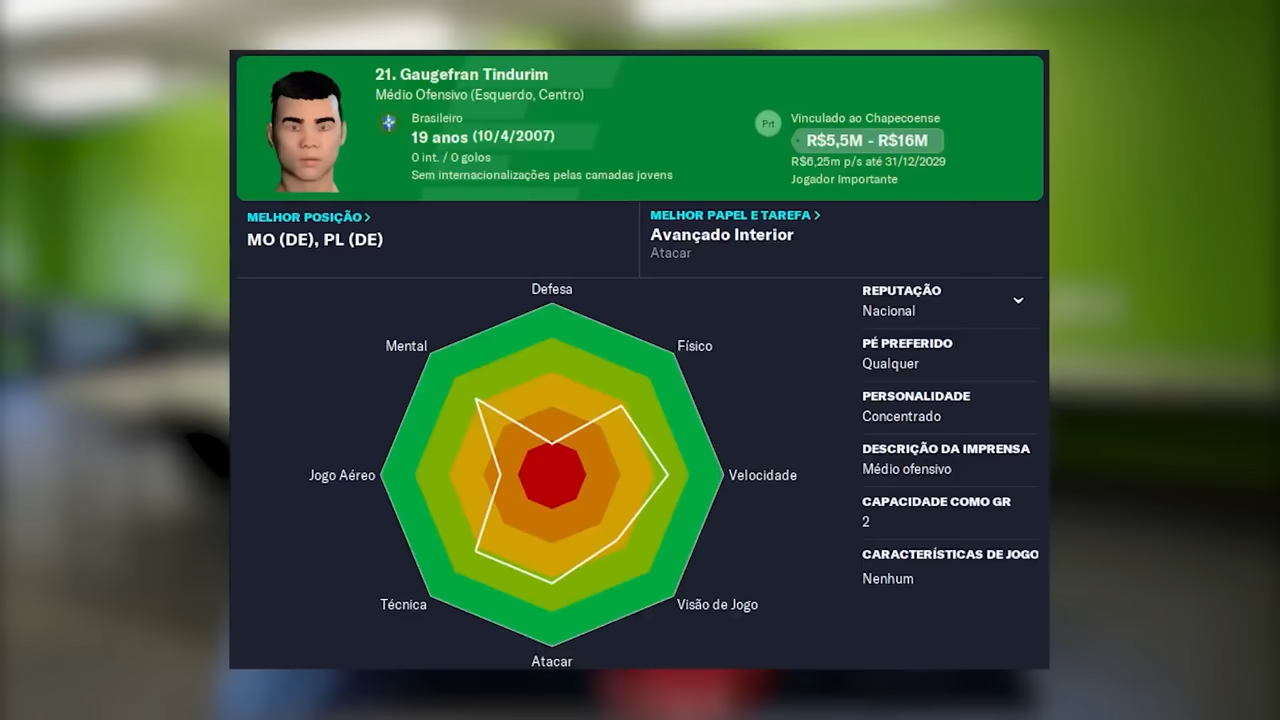 21. Gaugefran Tindurim
Médio Ofensivo (Esquerdo, Centro)
Brasileiro
19 anos (10/4/2007)
0 int. / 0 golos
Sem internacionalizações pelas camadas jovens
Prt
Vinculado ao Chapecoense
R$5,5M - R$16M
R$6,25m p/s até 31/12/2029
Jogador Importante
MELHOR POSIÇÃO >
MO (DE), PL (DE)
MELHOR PAPEL E TAREFA >
Avançado Interior
Atacar
Defesa
Físico
Velocidade
Visão de Jogo
Atacar
Técnica
Jogo Aéreo
Mental
REPUTAÇÃO
Nacional
PÉ PREFERIDO
Qualquer
PERSONALIDADE
Concentrado
DESCRIÇÃO DA IMPRENSA
Médio ofensivo
CAPACIDADE COMO GR
2
CARACTERÍSTICAS DE JOGO
Nenhum